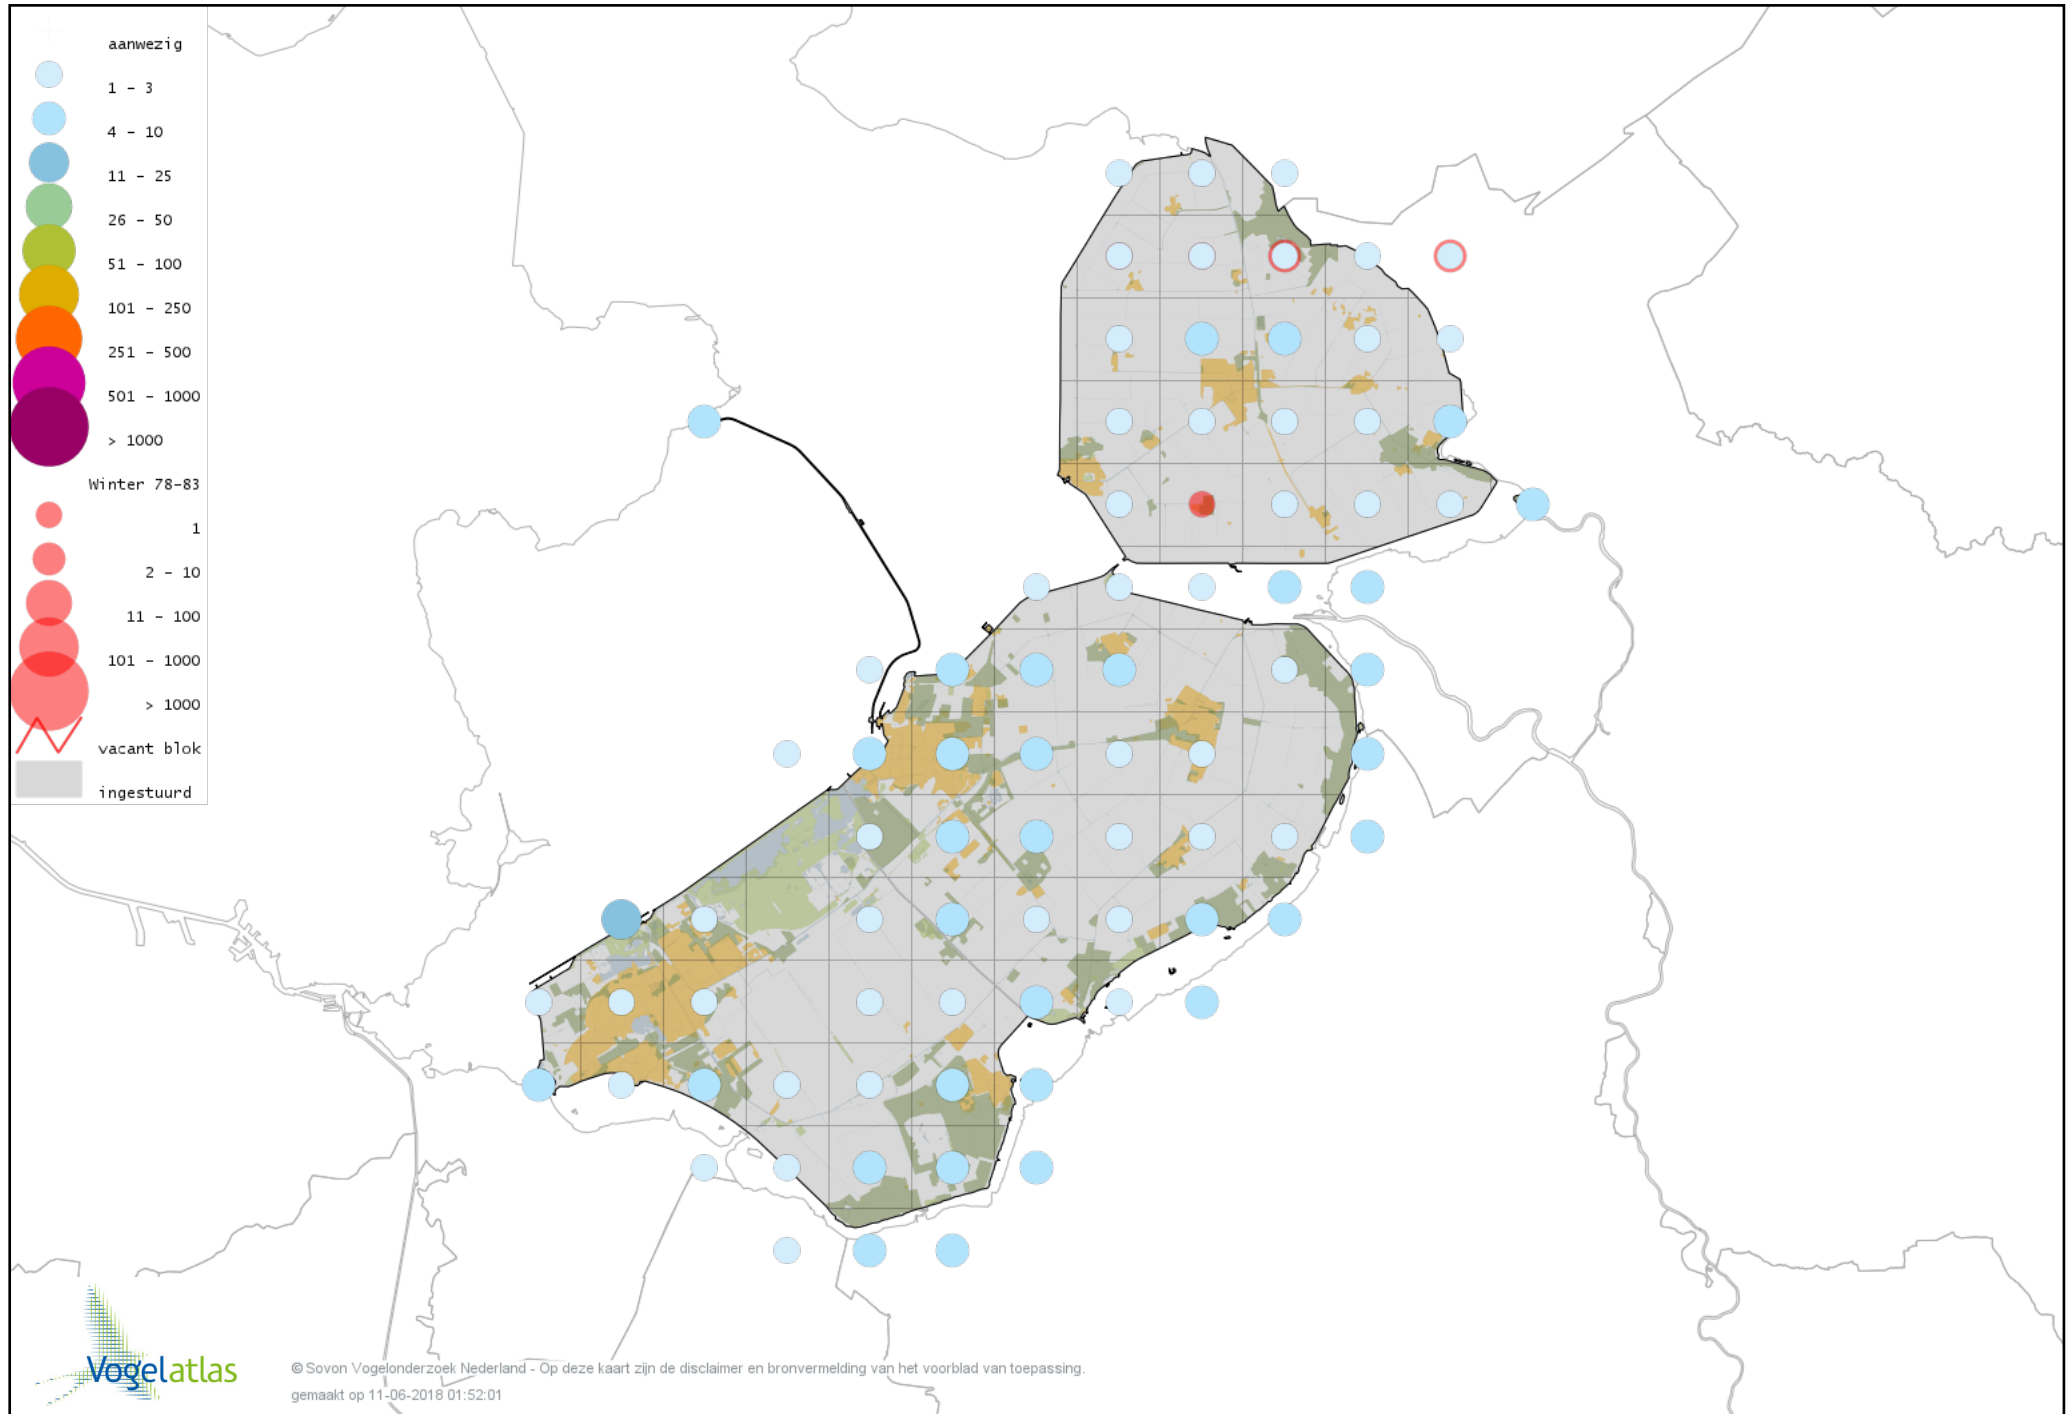 aanwezig
1 - 3
4 - 10
11 - 25
26 - 50
51 - 100
101 - 250
251 - 500
501 - 1000
> 1000
Winter 78-83
1
2 - 10
11 - 100
101 - 1000
> 1000
vacant blok
ingestuurd
Vogelatlas
© Sovon Vogelonderzoek Nederland - Op deze kaart zijn de disclaimer en bronvermelding van het voorblad van toepassing.
gemaakt op 11-06-2018 01:52:01